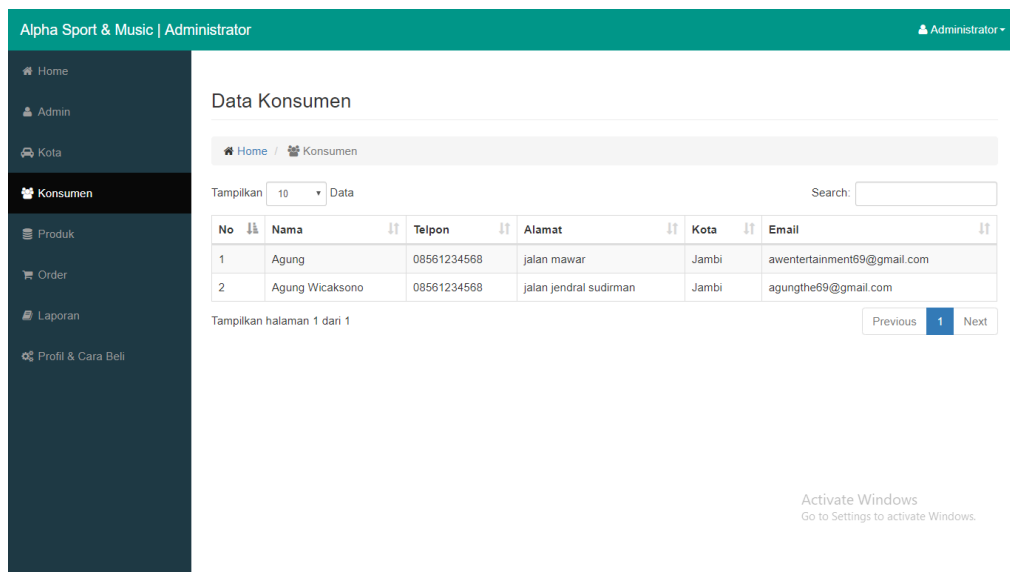 Alpha Sport & Music | Administrator
Administrator
Home
Admin
Kota
Konsumen
Produk
Order
Laporan
Profil & Cara Beli
Data Konsumen
Home / Konsumen
Tampilkan 10 Data
Search:
No Nama Telpon Alamat Kota Email
1 Agung 08561234568 jalan mawar Jambi awentertainment69@gmail.com
2 Agung Wicaksono 08561234568 jalan jendral sudirman Jambi agungthe69@gmail.com
Tampilkan halaman 1 dari 1
Previous 1 Next
Activate Windows
Go to Settings to activate Windows.